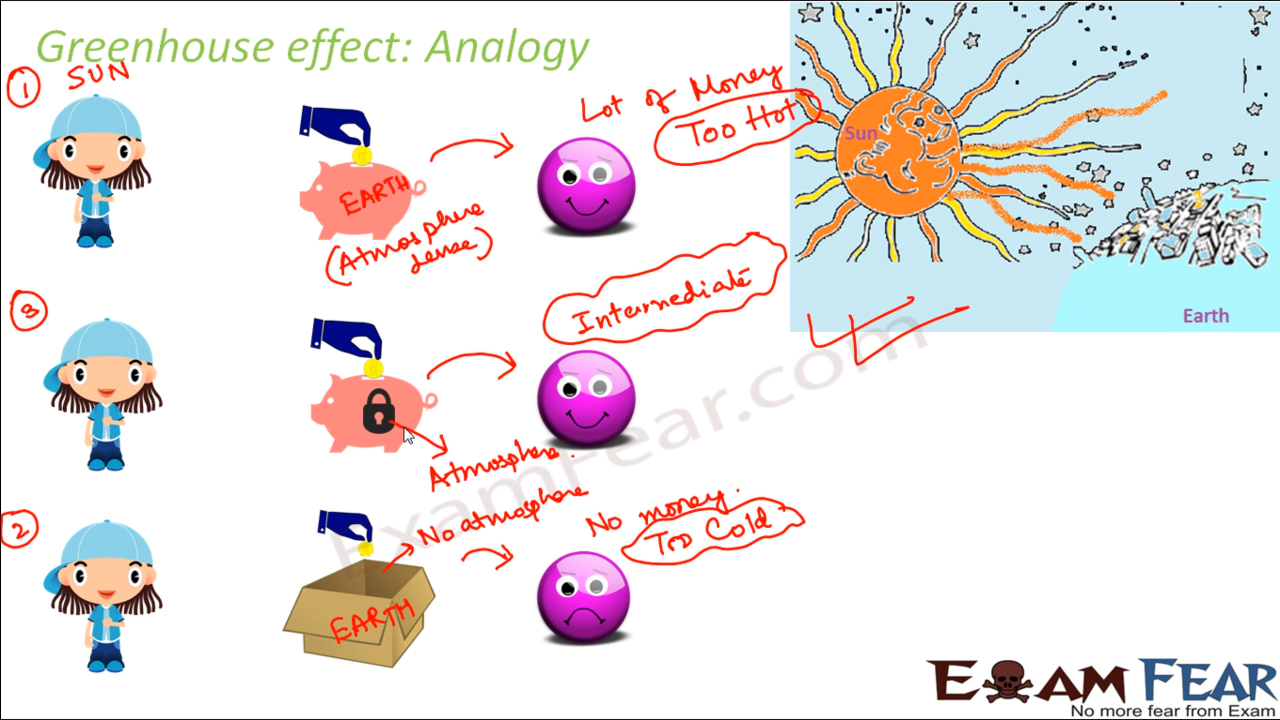 Greenhouse effect: Analogy
1 SUN
EARTH
(Atmosphere
dense)
Lot of Money
Too Hot
Sun
Earth
3
Intermediate
Atmosphere.
2
No atmosphere
EARTH
No money.
Too Cold
ExamFear.com
EXAM FEAR
No more fear from Exam